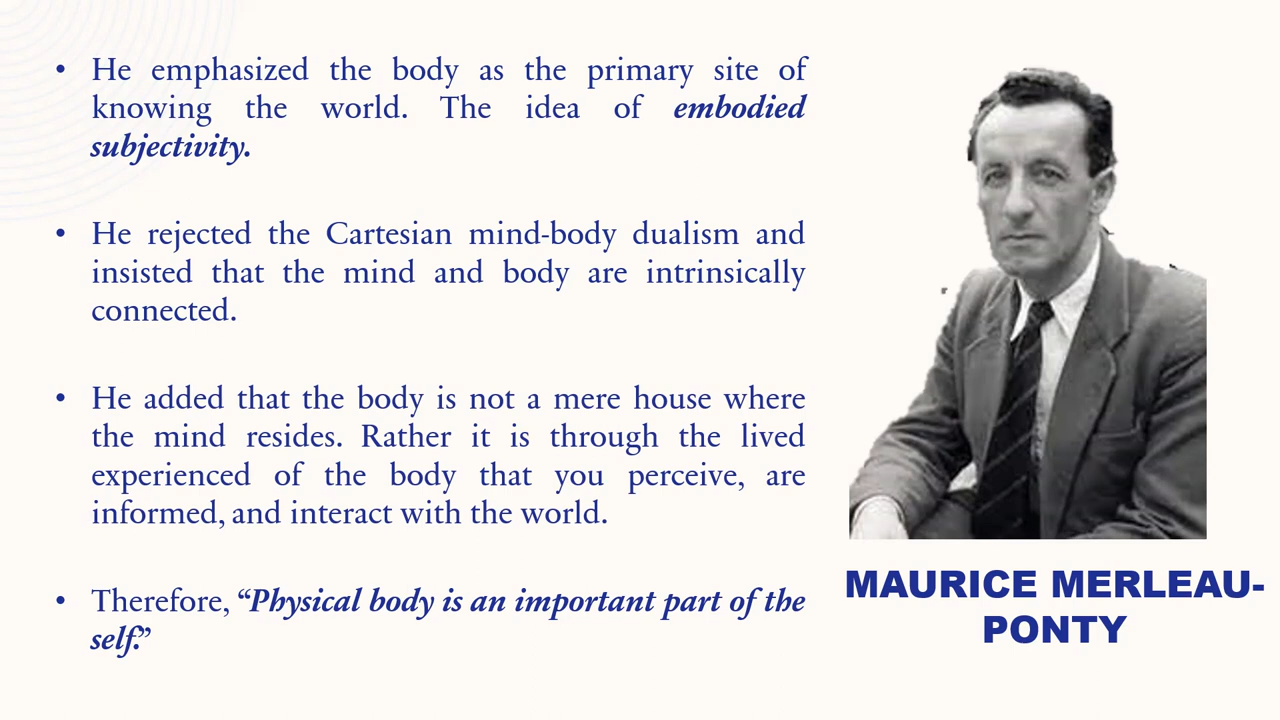 • He emphasized the body as the primary site of
knowing the world. The idea of embodied
subjectivity.
• He rejected the Cartesian mind-body dualism and
insisted that the mind and body are intrinsically
connected.
• He added that the body is not a mere house where
the mind resides. Rather it is through the lived
experienced of the body that you perceive, are
informed, and interact with the world.
• Therefore, “Physical body is an important part of the
self.”
MAURICE MERLEAU-
PONTY